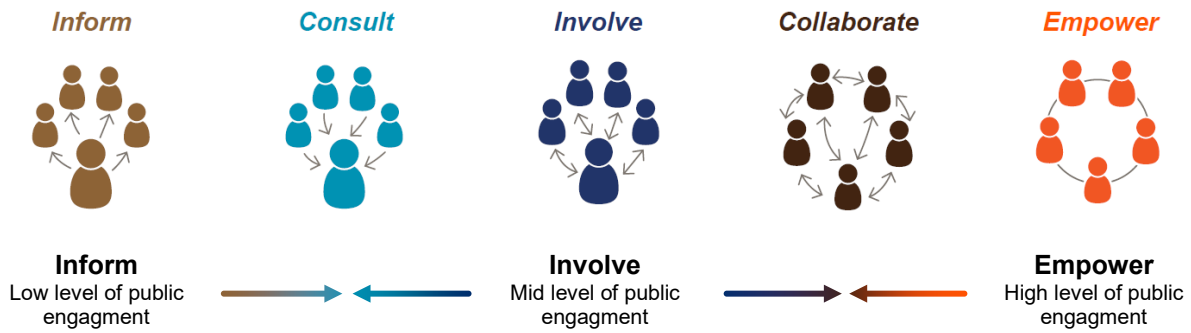 Inform
Consult
Involve
Collaborate
Empower
Inform
Low level of public
engagment
Involve
Mid level of public
engagment
Empower
High level of public
engagment